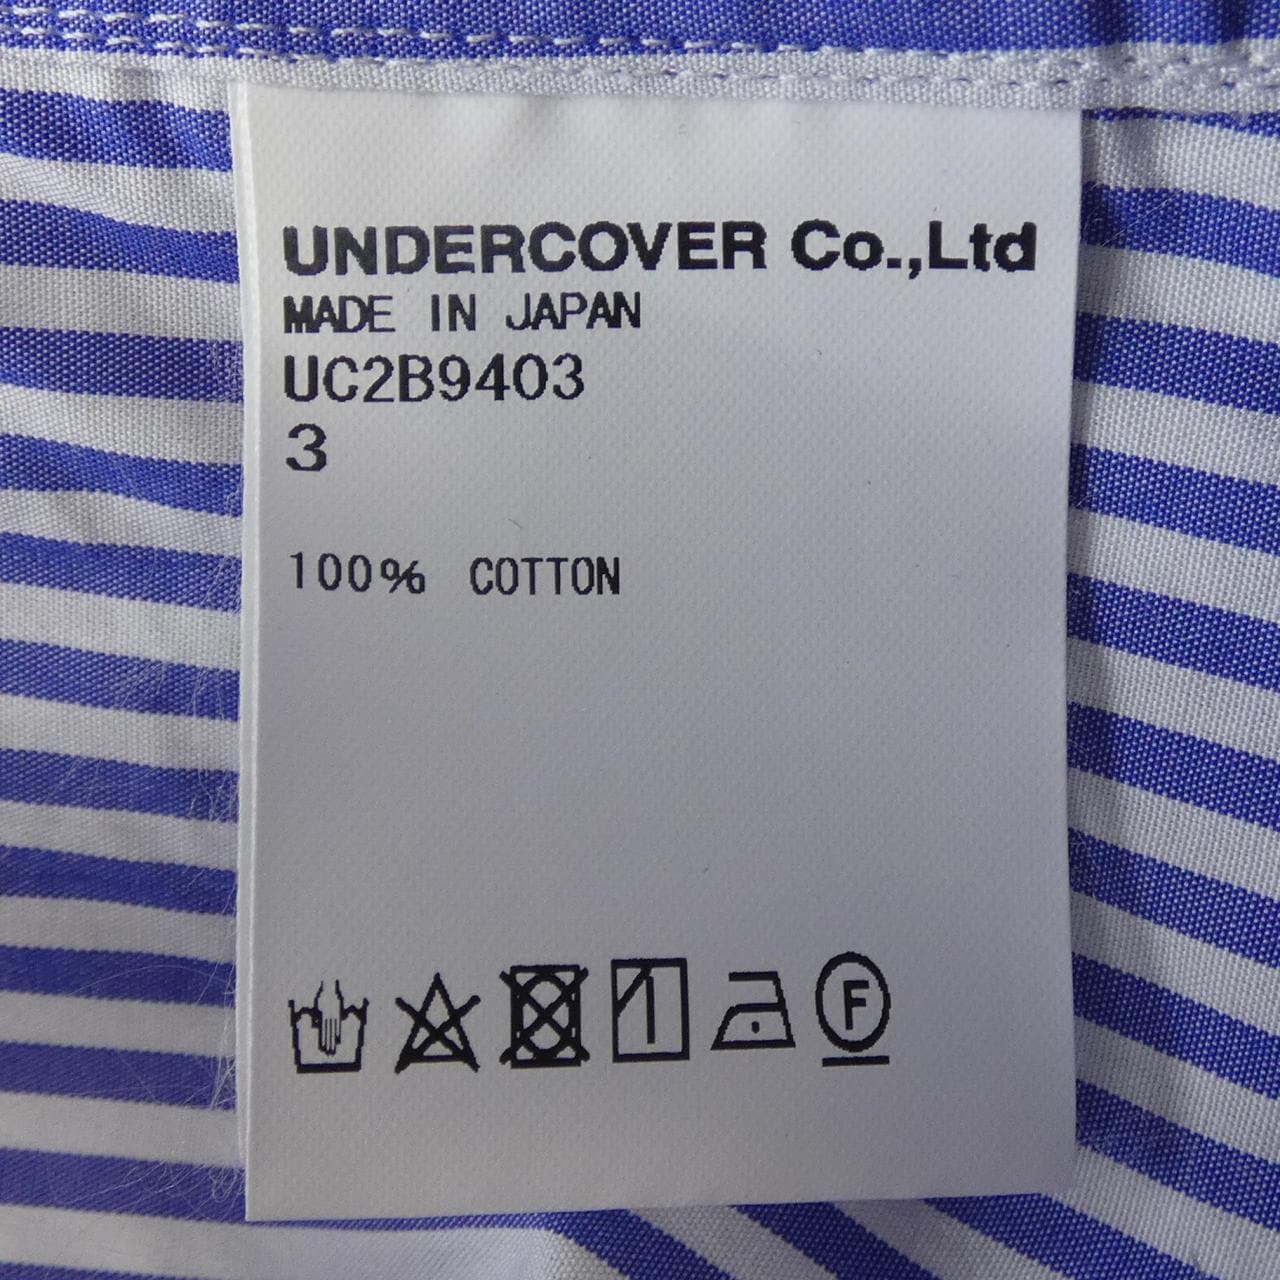 UNDERCOVER Co.,Ltd
MADE IN JAPAN
UC2B9403
3
100% COTTON
F